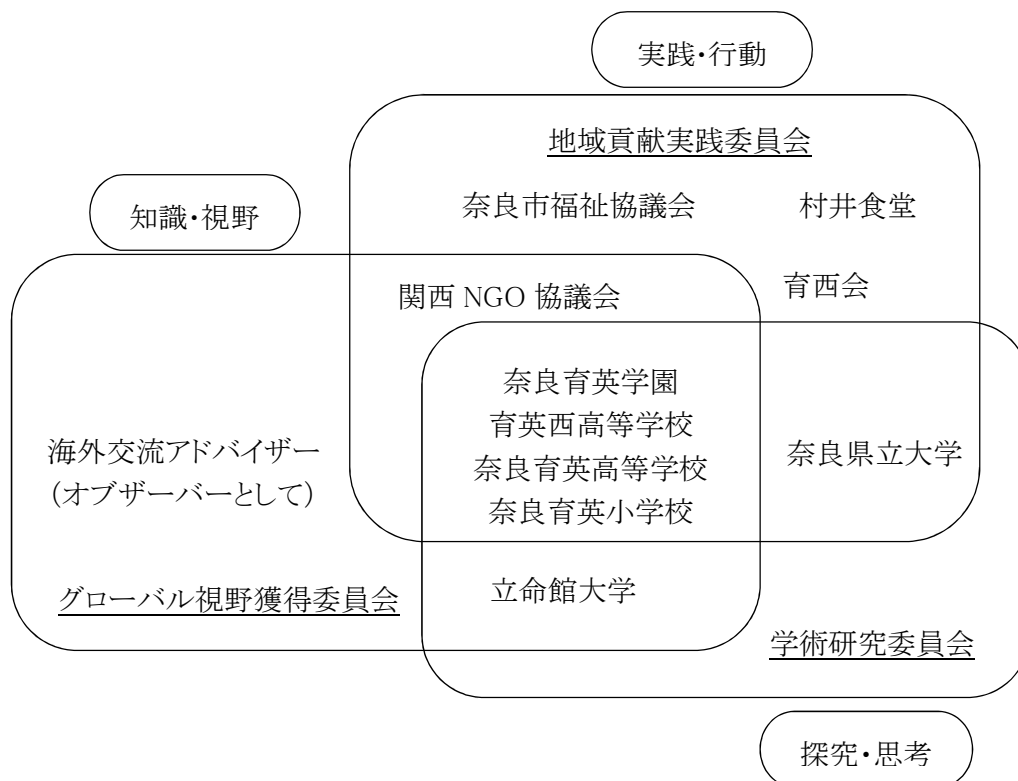 実践・行動
地域貢献実践委員会
奈良市福祉協議会
村井食堂
知識・視野
育西会
関西 NGO 協議会
奈良育英学園
育英西高等学校
奈良育英高等学校
奈良育英小学校
海外交流アドバイザー
(オブザーバーとして)
奈良県立大学
グローバル視野獲得委員会
立命館大学
学術研究委員会
探究・思考